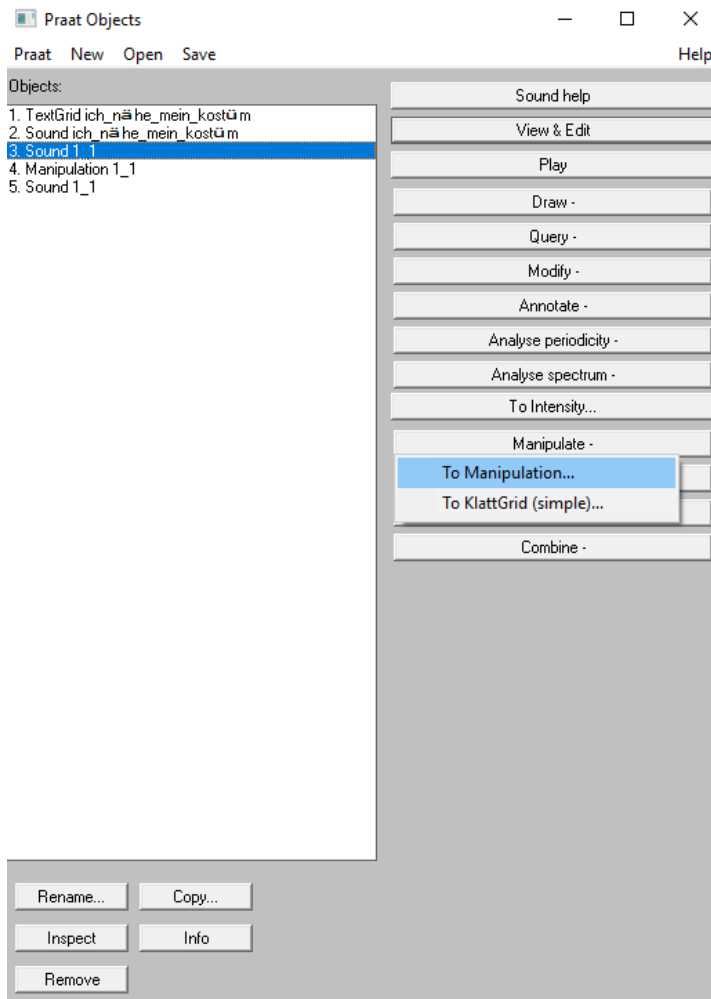 Praat Objects
Praat New Open Save Help
Objects:
1. TextGrid ich_nähe_mein_kostüm
2. Sound ich_nähe_mein_kostüm
3. Sound 1_1
4. Manipulation 1_1
5. Sound 1_1
Sound help
View & Edit
Play
Draw -
Query -
Modify -
Annotate -
Analyse periodicity -
Analyse spectrum -
To Intensity...
Manipulate -
To Manipulation...
To KlattGrid (simple)...
Combine -
Rename... Copy...
Inspect Info
Remove